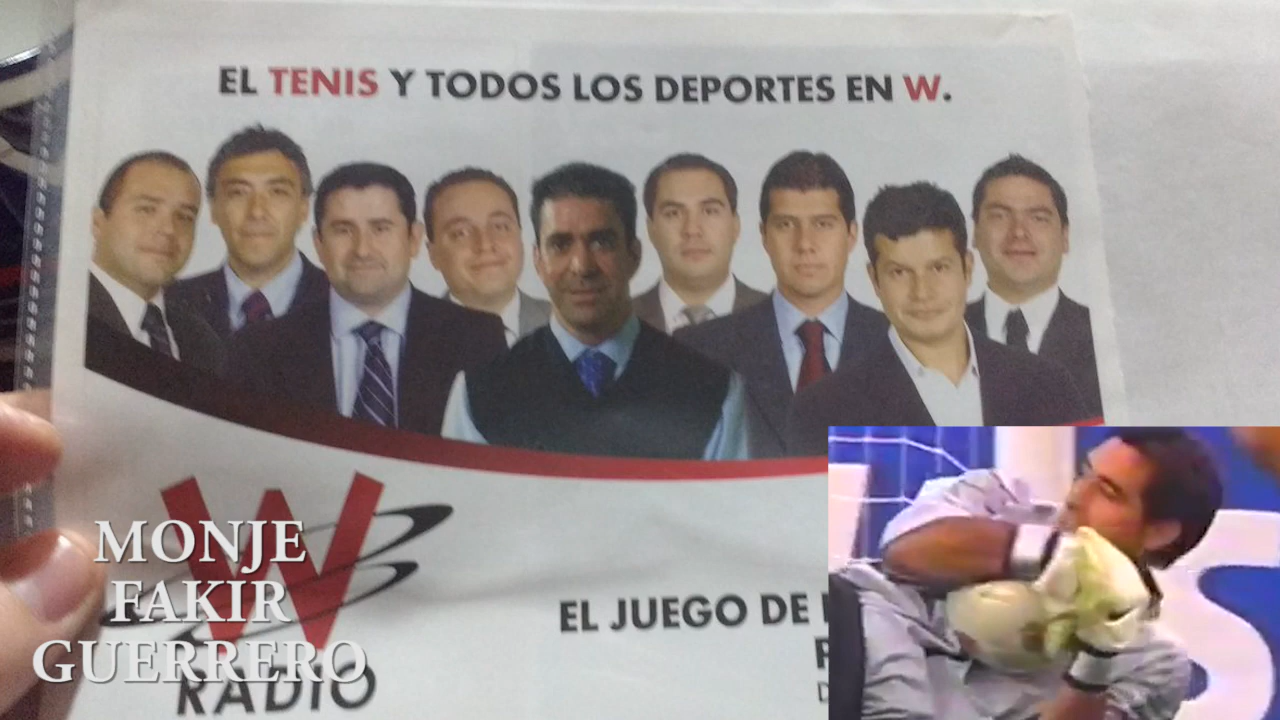 EL TENIS Y TODOS LOS DEPORTES EN W.
W
RADIO
MONJE
FAKIR
GUERRERO
EL JUEGO DE